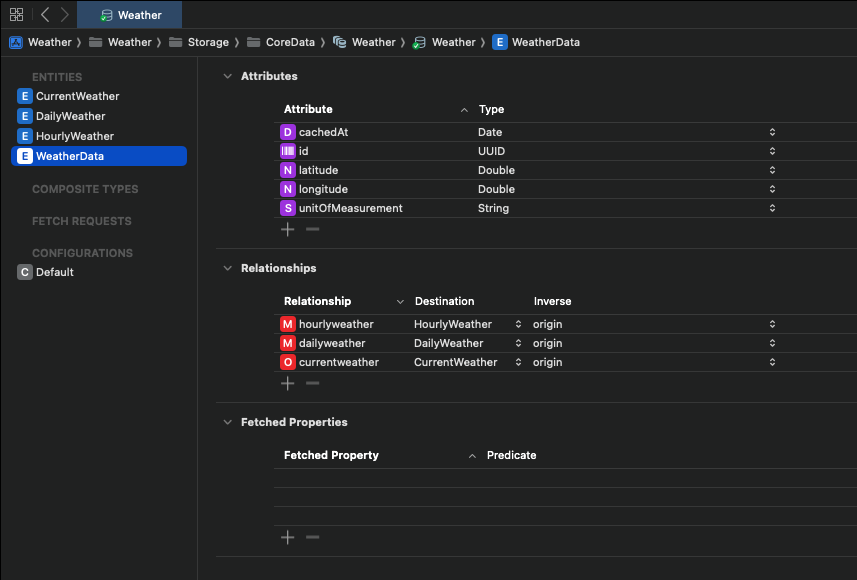 Weather
Weather Weather Storage CoreData Weather Weather E WeatherData
ENTITIES
E CurrentWeather
E DailyWeather
E HourlyWeather
E WeatherData
COMPOSITE TYPES
FETCH REQUESTS
CONFIGURATIONS
C Default
Attributes
Attribute Type
D cachedAt Date
id UUID
N latitude Double
N longitude Double
S unitOfMeasurement String
Relationships
Relationship Destination Inverse
M hourlyweather HourlyWeather origin
M dailyweather DailyWeather origin
O currentweather CurrentWeather origin
Fetched Properties
Fetched Property Predicate